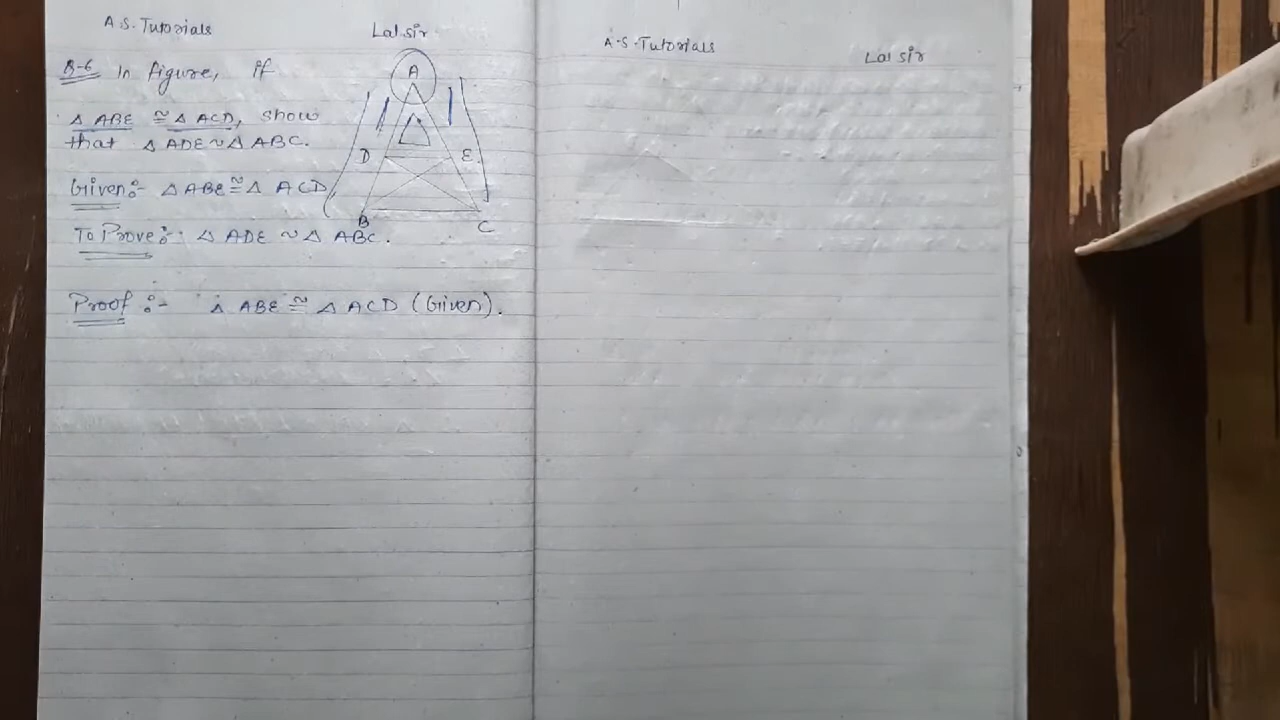 A.S. Tutorials Lal sir
Q-6 In figure, if
△ ABE ≅ △ ACD, show
that △ ADE ~ △ ABC.
Given:- △ ABE ≅ △ ACD
To Prove:- △ ADE ~ △ ABC.
Proof :- △ ABE ≅ △ ACD (Given).
A
D
E
B
C
A.S. Tutorials Lal sir